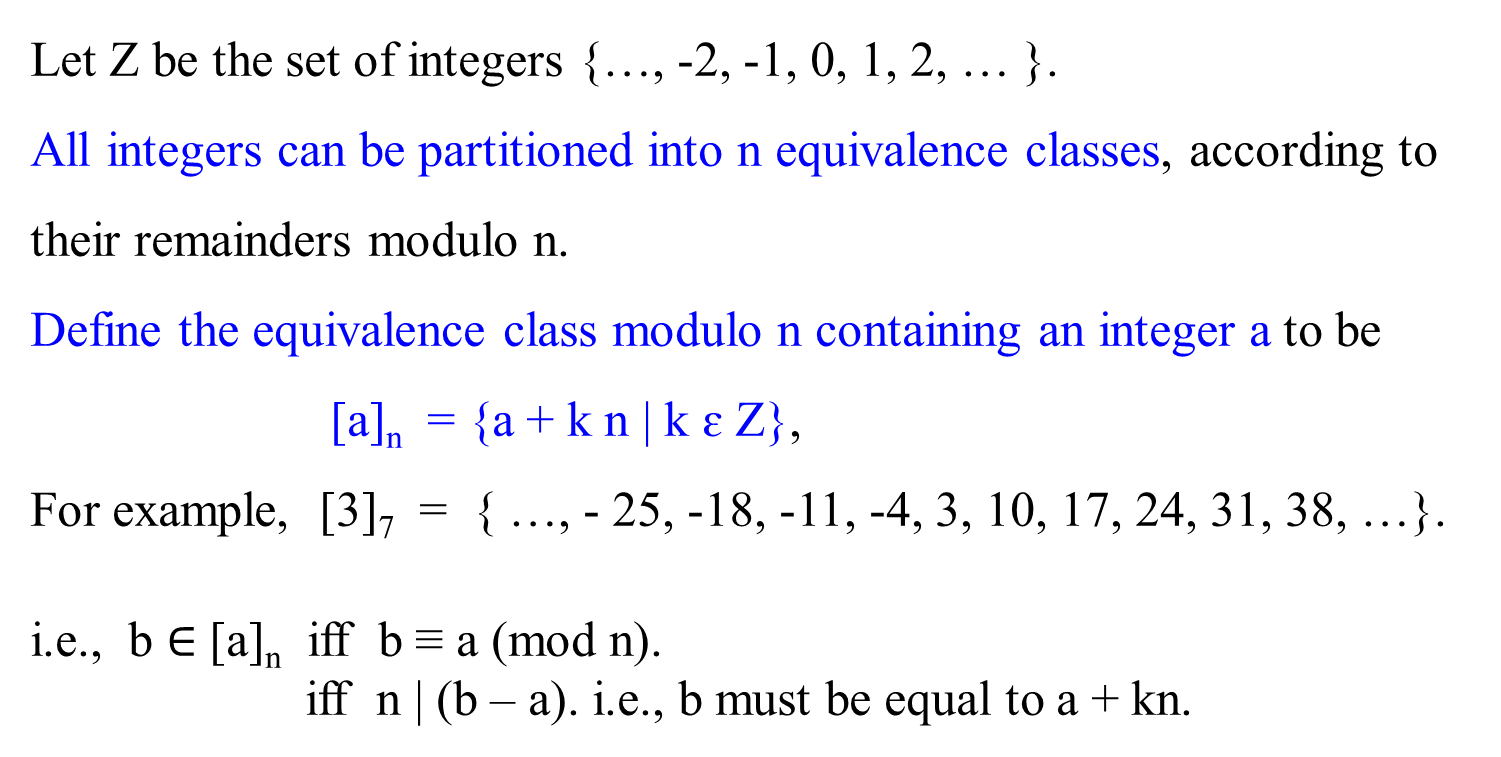 Let Z be the set of integers {…, -2, -1, 0, 1, 2, … }.
All integers can be partitioned into n equivalence classes, according to
their remainders modulo n.
Define the equivalence class modulo n containing an integer a to be
[a]ₙ = {a + k n | k ε Z},
For example, [3]₇ = { …, - 25, -18, -11, -4, 3, 10, 17, 24, 31, 38, …}.
i.e., b ∈ [a]ₙ iff b ≡ a (mod n).
iff n | (b – a). i.e., b must be equal to a + kn.